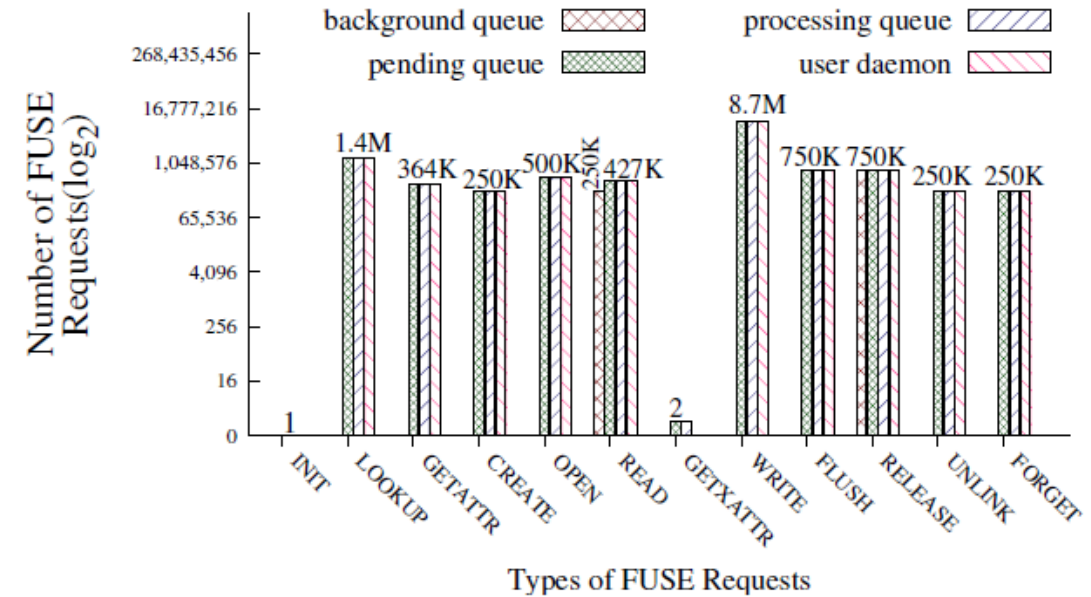 background queue
processing queue
pending queue
user daemon
Number of FUSE
Requests(log2)
268,435,456
16,777,216
1,048,576
65,536
4,096
256
16
0
1
1.4M
364K
250K
500K
250K
427K
2
8.7M
750K
750K
250K
250K
INIT
LOOKUP
GETATTR
CREATE
OPEN
READ
GETXATTR
WRITE
FLUSH
RELEASE
UNLINK
FORGET
Types of FUSE Requests